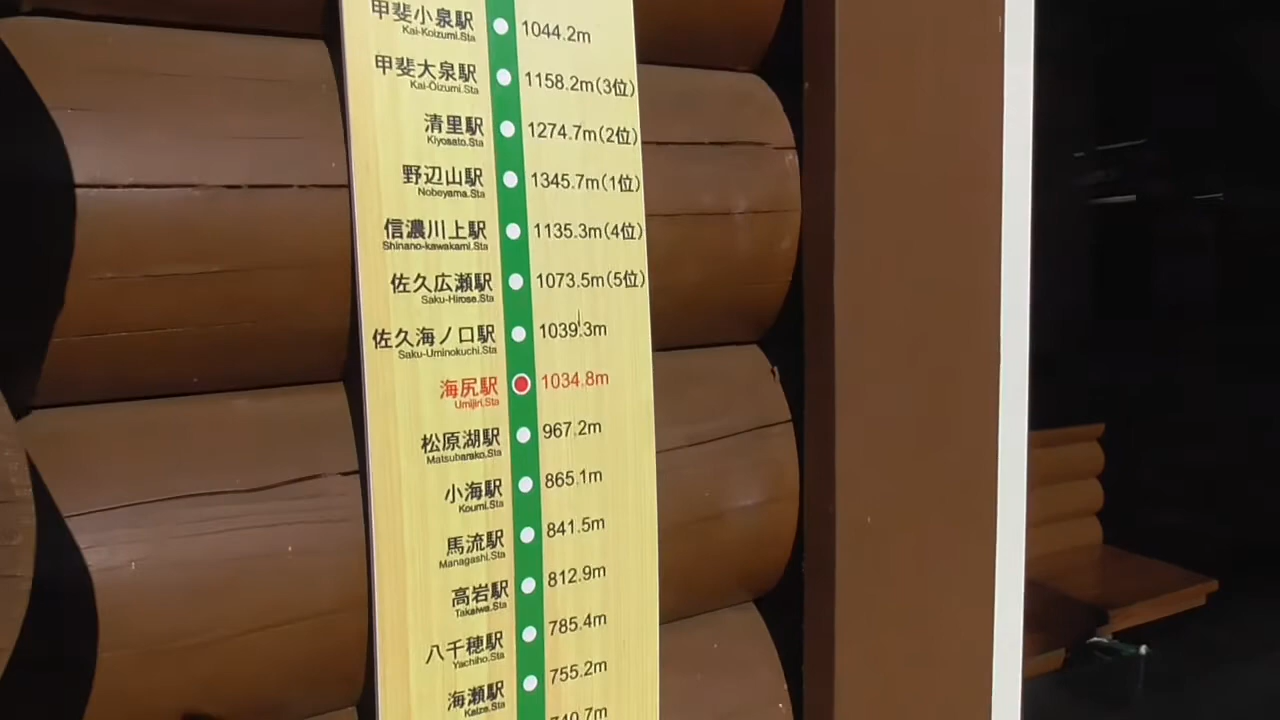 甲斐小泉駅 1044.2m
Kai-Koizumi.Sta
甲斐大泉駅 1158.2m(3位)
Kai-Oizumi.Sta
清里駅 1274.7m(2位)
Kiyosato.Sta
野辺山駅 1345.7m(1位)
Nobeyama.Sta
信濃川上駅 1135.3m(4位)
Shinano-kawakami.Sta
佐久広瀬駅 1073.5m(5位)
Saku-Hirose.Sta
佐久海ノ口駅 1039.3m
Saku-Uminokuchi.Sta
海尻駅 1034.8m
Umijiri.Sta
松原湖駅 967.2m
Matsubarako.Sta
小海駅 865.1m
Koumi.Sta
馬流駅 841.5m
Managashi.Sta
高岩駅 812.9m
Takaiwa.Sta
八千穂駅 785.4m
Yachiho.Sta
海瀬駅 755.2m
Kaize.Sta